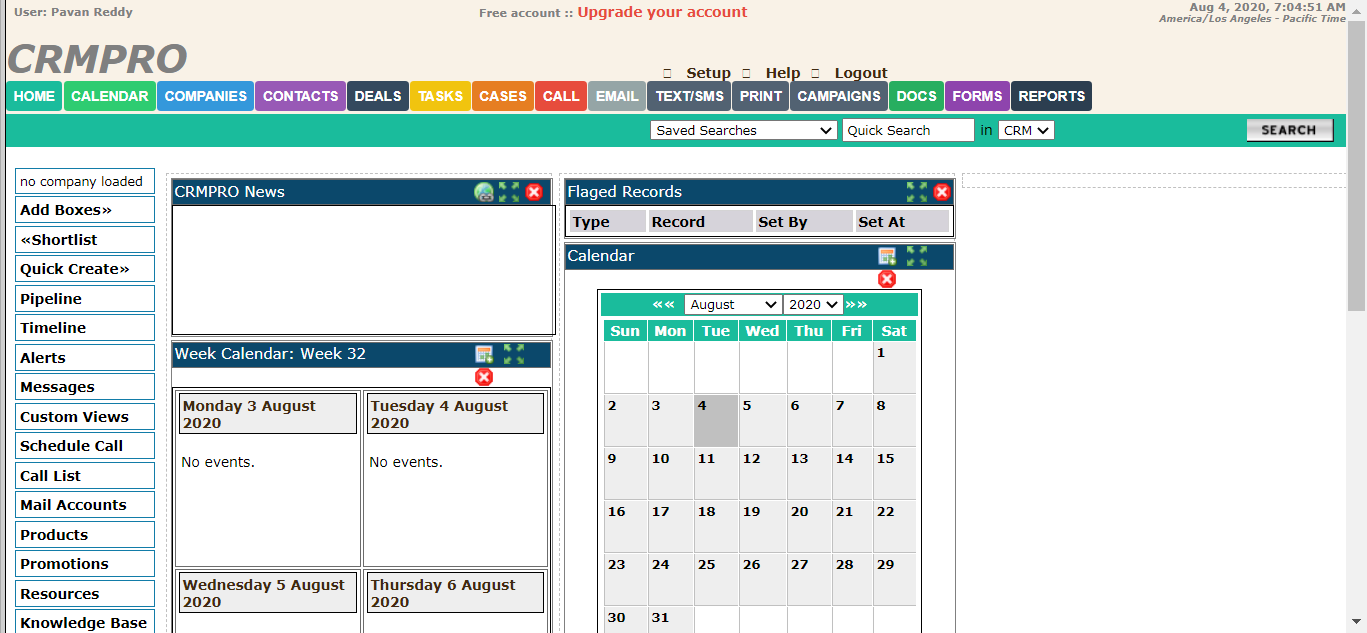 User: Pavan Reddy
Free account :: Upgrade your account
Aug 4, 2020, 7:04:51 AM
America/Los Angeles - Pacific Time
CRMPRO
Setup Help Logout
HOME CALENDAR COMPANIES CONTACTS DEALS TASKS CASES CALL EMAIL TEXT/SMS PRINT CAMPAIGNS DOCS FORMS REPORTS
Saved Searches Quick Search in CRM SEARCH
no company loaded
Add Boxes»
«Shortlist
Quick Create»
Pipeline
Timeline
Alerts
Messages
Custom Views
Schedule Call
Call List
Mail Accounts
Products
Promotions
Resources
Knowledge Base
CRMPRO News
Week Calendar: Week 32
Monday 3 August
2020
No events.
Tuesday 4 August
2020
No events.
Wednesday 5 August
2020
Thursday 6 August
2020
Flaged Records
Type Record Set By Set At
Calendar
«« August 2020 »»
Sun Mon Tue Wed Thu Fri Sat
1
2 3 4 5 6 7 8
9 10 11 12 13 14 15
16 17 18 19 20 21 22
23 24 25 26 27 28 29
30 31